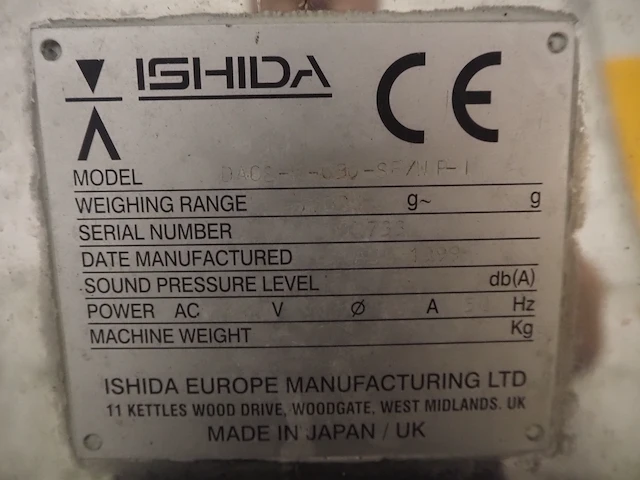 ISHIDA
CE
MODEL
WEIGHING RANGE g~ g
SERIAL NUMBER
DATE MANUFACTURED
SOUND PRESSURE LEVEL db(A)
POWER AC V Ø A Hz
MACHINE WEIGHT Kg
ISHIDA EUROPE MANUFACTURING LTD
11 KETTLES WOOD DRIVE, WOODGATE, WEST MIDLANDS. UK
MADE IN JAPAN / UK